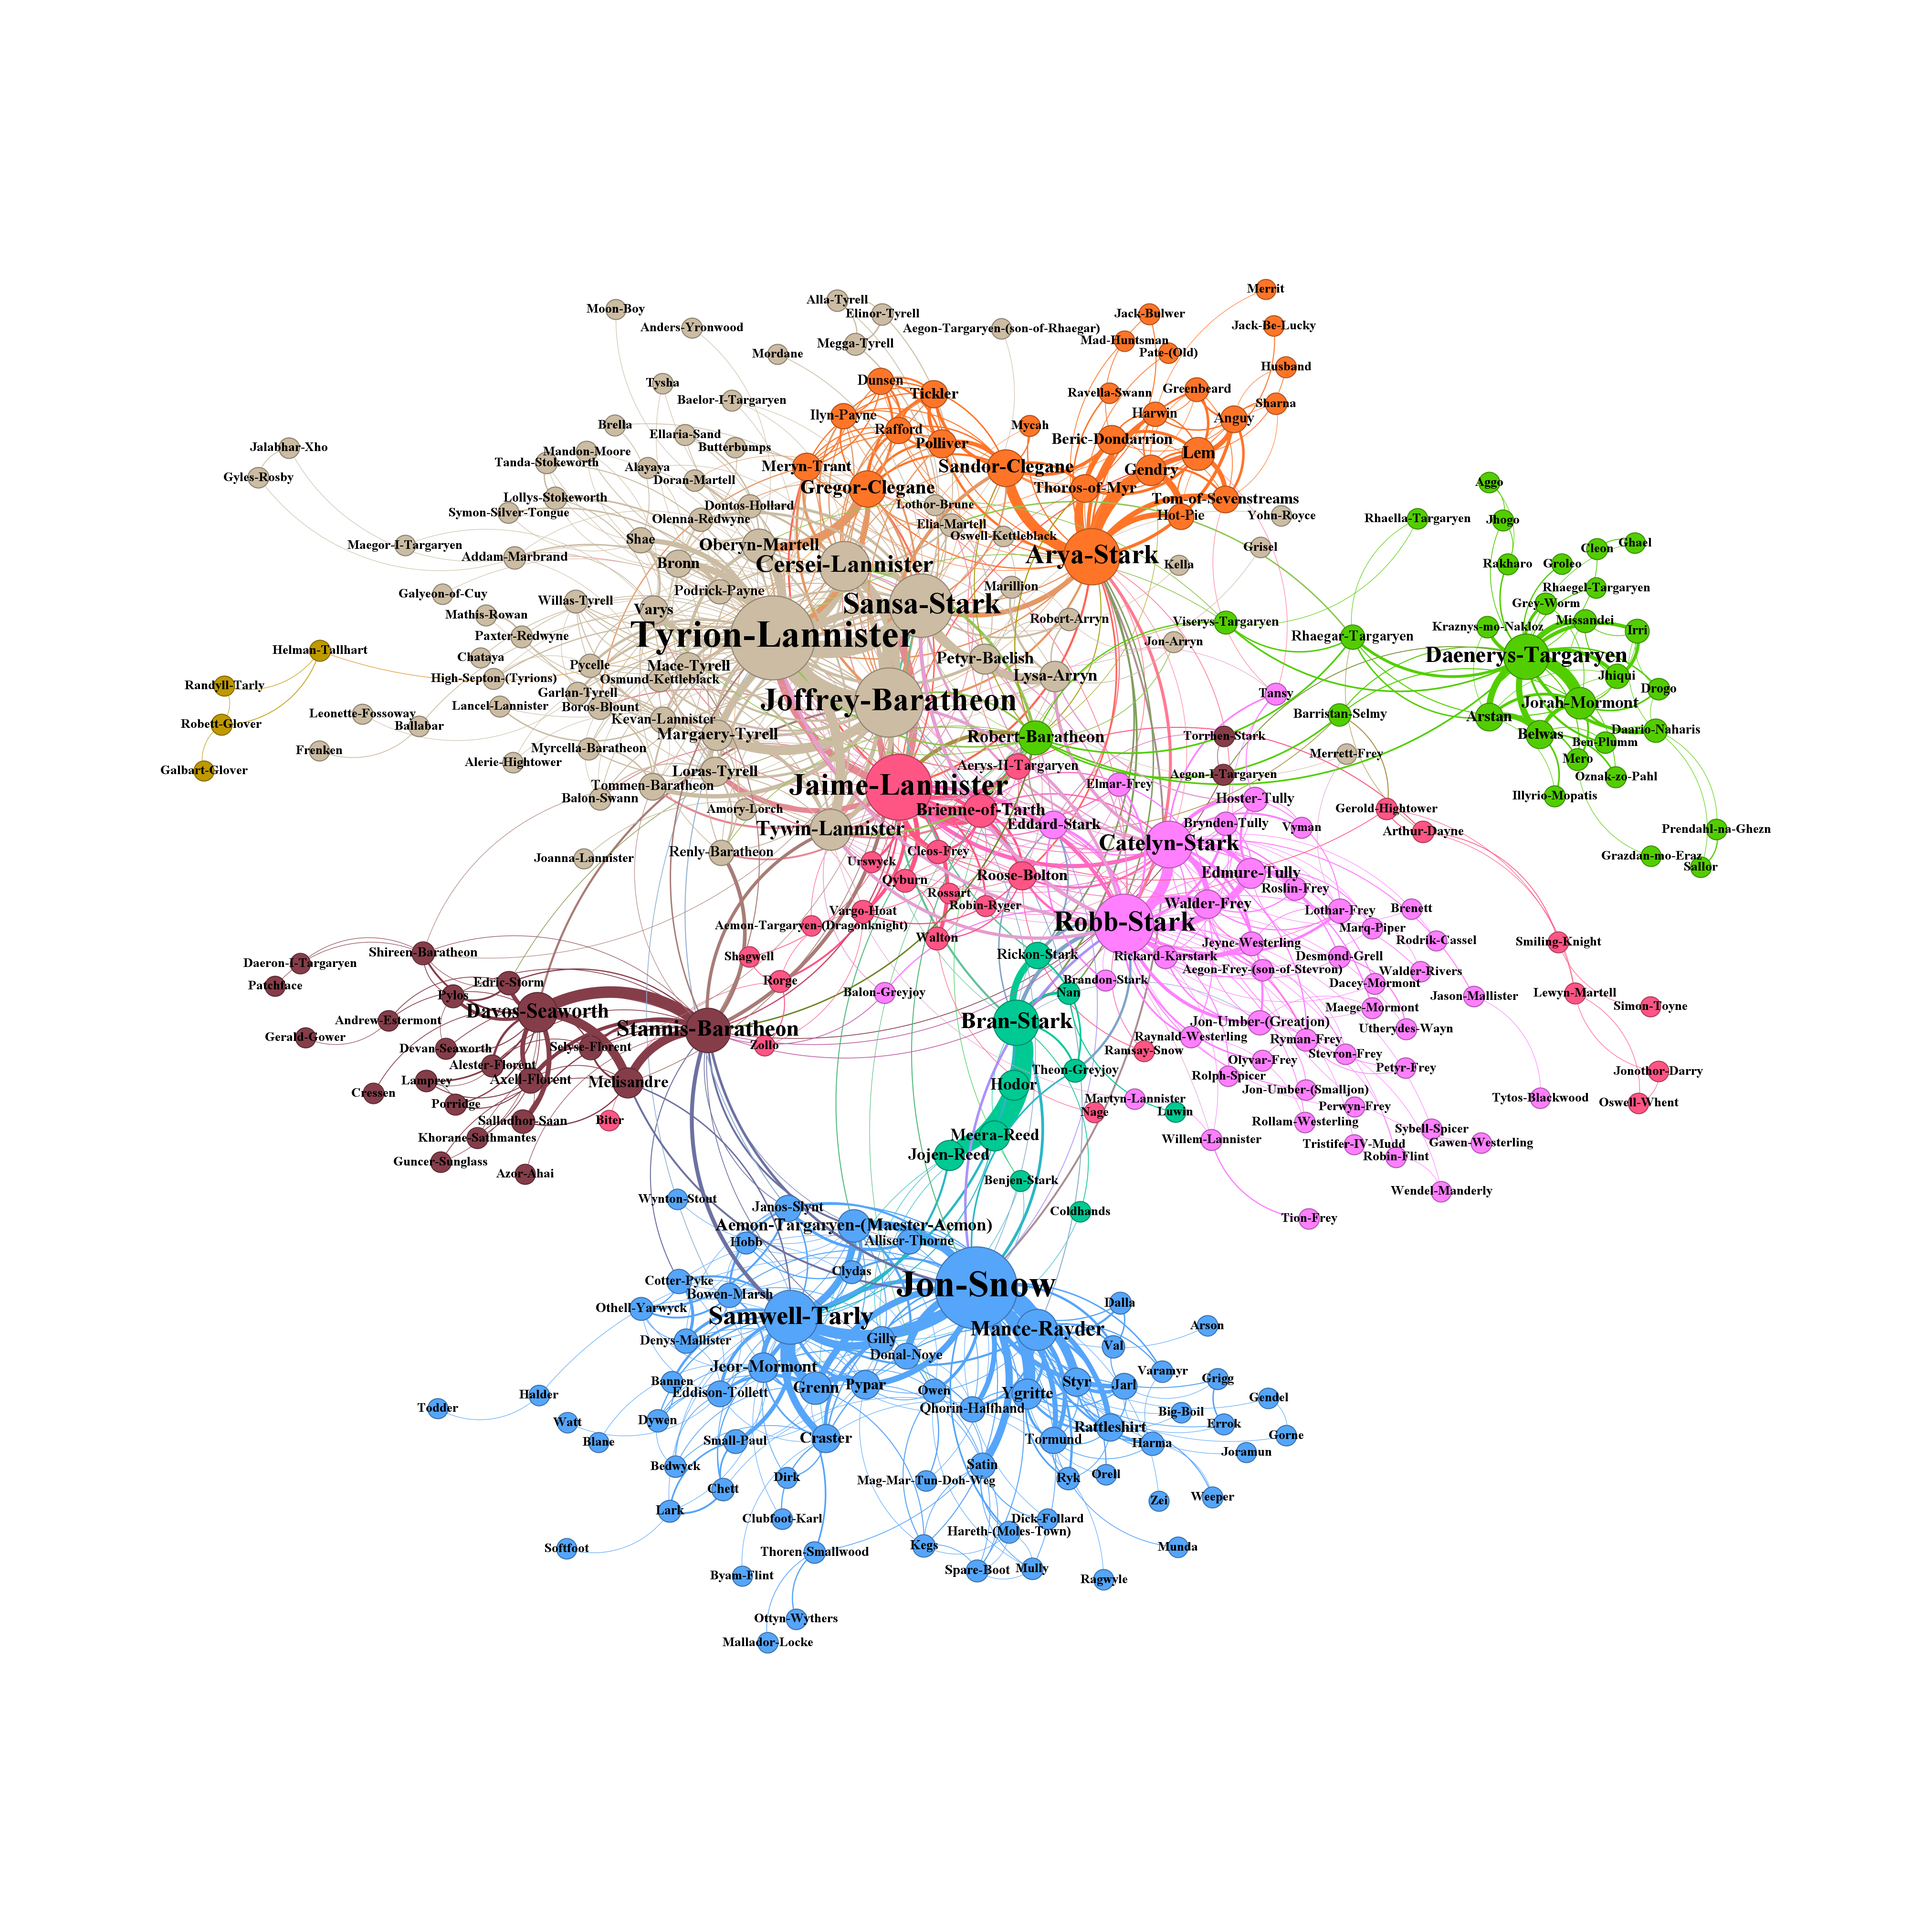 Merrit
Alla-Tyrell
Moon-Boy
Elinor-Tyrell
Jack-Bulwer
Anders-Yronwood
Aegon-Targaryen-(son-of-Rhaegar)
Jack-Be-Lucky
Megga-Tyrell
Mad-Huntsman
Mordane
Pate-(Old)
Husband
Tysha
Dunsen
Tickler
Ravella-Swann
Greenbeard
Baelor-I-Targaryen
Sharna
Ilyn-Payne
Harwin
Anguy
Brella
Mycah
Rafford
Ellaria-Sand
Polliver
Beric-Dondarrion
Jalabhar-Xho
Butterbumps
Mandon-Moore
Lem
Tanda-Stokeworth
Alayaya
Meryn-Trant
Sandor-Clegane
Gendry
Gyles-Rosby
Doran-Martell
Gregor-Clegane
Thoros-of-Myr
Aggo
Lollys-Stokeworth
Tom-of-Sevenstreams
Dontos-Hollard
Lothor-Brune
Symon-Silver-Tongue
Hot-Pie
Yohn-Royce
Olenna-Redwyne
Rhaella-Targaryen
Jhogo
Elia-Martell
Oswell-Kettleblack
Shae
Maegor-I-Targaryen
Oberyn-Martell
Grisel
Cleon
Ghael
Addam-Marbrand
Bronn
Cersei-Lannister
Arya-Stark
Kella
Rakharo
Groleo
Podrick-Payne
Marillion
Rhaegel-Targaryen
Galyeon-of-Cuy
Willas-Tyrell
Varys
Sansa-Stark
Grey-Worm
Mathis-Rowan
Robert-Arryn
Viserys-Targaryen
Missandei
Kraznys-mo-Nakloz
Irri
Paxter-Redwyne
Tyrion-Lannister
Jon-Arryn
Rhaegar-Targaryen
Helman-Tallhart
Chataya
Pycelle
Mace-Tyrell
Petyr-Baelish
Daenerys-Targaryen
High-Septon-(Tyrions)
Osmund-Kettleblack
Lysa-Arryn
Jhiqui
Randyll-Tarly
Garlan-Tyrell
Tansy
Drogo
Lancel-Lannister
Boros-Blount
Joffrey-Baratheon
Jorah-Mormont
Leonette-Fossoway
Kevan-Lannister
Barristan-Selmy
Arstan
Robett-Glover
Ballabar
Margaery-Tyrell
Robert-Baratheon
Torrhen-Stark
Belwas
Daario-Naharis
Frenken
Myrcella-Baratheon
Merrett-Frey
Ben-Plumm
Alerie-Hightower
Aerys-II-Targaryen
Mero
Galbart-Glover
Loras-Tyrell
Aegon-I-Targaryen
Oznak-zo-Pahl
Tommen-Baratheon
Jaime-Lannister
Elmar-Frey
Balon-Swann
Hoster-Tully
Illyrio-Mopatis
Amory-Lorch
Brienne-of-Tarth
Gerold-Hightower
Tywin-Lannister
Eddard-Stark
Brynden-Tully
Vyman
Arthur-Dayne
Prendahl-na-Ghezn
Catelyn-Stark
Renly-Baratheon
Cleos-Frey
Joanna-Lannister
Urswyck
Grazdan-mo-Eraz
Sallor
Qyburn
Roose-Bolton
Edmure-Tully
Rossart
Roslin-Frey
Robin-Ryger
Walder-Frey
Lothar-Frey
Brenett
Vargo-Hoat
Aemon-Targaryen-(Dragonknight)
Robb-Stark
Marq-Piper
Walton
Jeyne-Westerling
Rodrik-Cassel
Smiling-Knight
Shireen-Baratheon
Rickon-Stark
Rickard-Karstark
Desmond-Grell
Daeron-I-Targaryen
Shagwell
Aegon-Frey-(son-of-Stevron)
Walder-Rivers
Patchface
Edric-Storm
Rorge
Brandon-Stark
Dacey-Mormont
Pylos
Balon-Greyjoy
Nan
Jason-Mallister
Lewyn-Martell
Davos-Seaworth
Maege-Mormont
Simon-Toyne
Andrew-Estermont
Stannis-Baratheon
Bran-Stark
Jon-Umber-(Greatjon)
Utherydes-Wayn
Gerald-Gower
Raynald-Westerling
Ryman-Frey
Devan-Seaworth
Selyse-Florent
Zollo
Ramsay-Snow
Stevron-Frey
Alester-Florent
Olyvar-Frey
Petyr-Frey
Lamprey
Axell-Florent
Melisandre
Hodor
Theon-Greyjoy
Rolph-Spicer
Jonothor-Darry
Cressen
Jon-Umber-(Smalljon)
Porridge
Martyn-Lannister
Tytos-Blackwood
Oswell-Whent
Salladhor-Saan
Biter
Nage
Luwin
Perwyn-Frey
Rollam-Westerling
Khorane-Sathmantes
Meera-Reed
Willem-Lannister
Sybell-Spicer
Tristifer-IV-Mudd
Gawen-Westerling
Guncer-Sunglass
Jojen-Reed
Robin-Flint
Azor-Ahai
Benjen-Stark
Wendel-Manderly
Wynton-Stout
Janos-Slynt
Coldhands
Tion-Frey
Aemon-Targaryen-(Maester-Aemon)
Hobb
Alliser-Thorne
Clydas
Cotter-Pyke
Jon-Snow
Bowen-Marsh
Othell-Yarwyck
Samwell-Tarly
Dalla
Mance-Rayder
Arson
Denys-Mallister
Gilly
Val
Donal-Noye
Jeor-Mormont
Varamyr
Bannen
Grenn
Pypar
Styr
Jarl
Grigg
Eddison-Tollett
Owen
Ygritte
Halder
Gendel
Todder
Qhorin-Halfhand
Big-Boil
Watt
Dywen
Rattleshirt
Errok
Blane
Small-Paul
Craster
Tormund
Harma
Gorne
Joramun
Bedwyck
Satin
Dirk
Mag-Mar-Tun-Doh-Weg
Ryk
Orell
Chett
Zei
Weeper
Lark
Clubfoot-Karl
Dick-Follard
Hareth-(Moles-Town)
Softfoot
Thoren-Smallwood
Kegs
Munda
Byam-Flint
Spare-Boot
Mully
Ragwyle
Ottyn-Wythers
Mallador-Locke